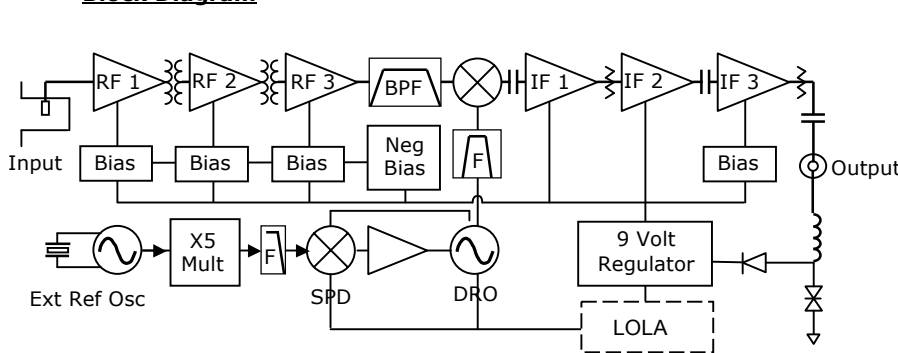 Block Diagram
RF 1
RF 2
RF 3
BPF
IF 1
IF 2
IF 3
Input
Bias
Bias
Bias
Neg
Bias
F
Bias
Output
X5
Mult
F
9 Volt
Regulator
Ext Ref Osc
SPD
DRO
LOLA